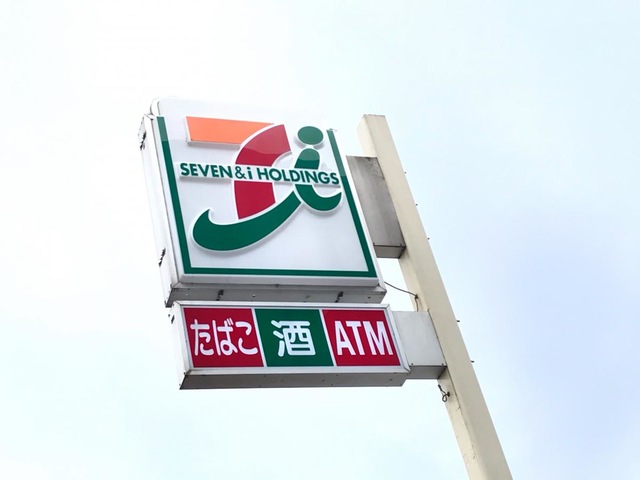 SEVEN & i HOLDINGS
たばこ 酒 ATM